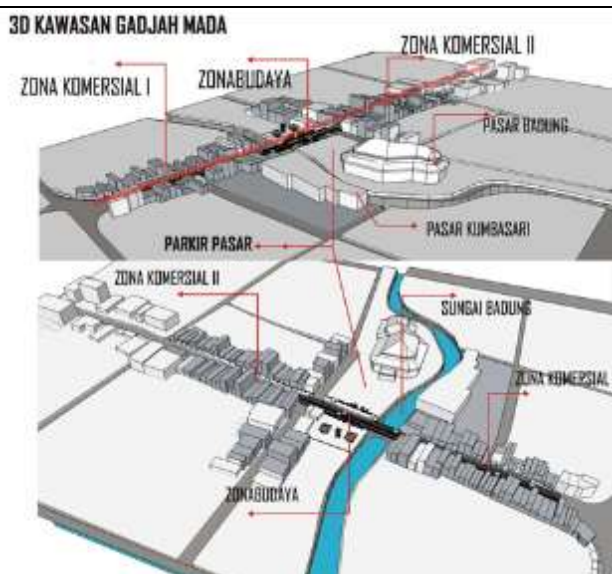 3D KAWASAN GADJAH MADA
ZONA KOMERSIAL II
ZONABUDAYA
ZONA KOMERSIAL I
PASAR BADUNG
PASAR KUMBASARI
PARKIR PASAR
ZONA KOMERSIAL II
SUNGAI BADUNG
ZONA KOMERSIAL
ZONABUDAYA